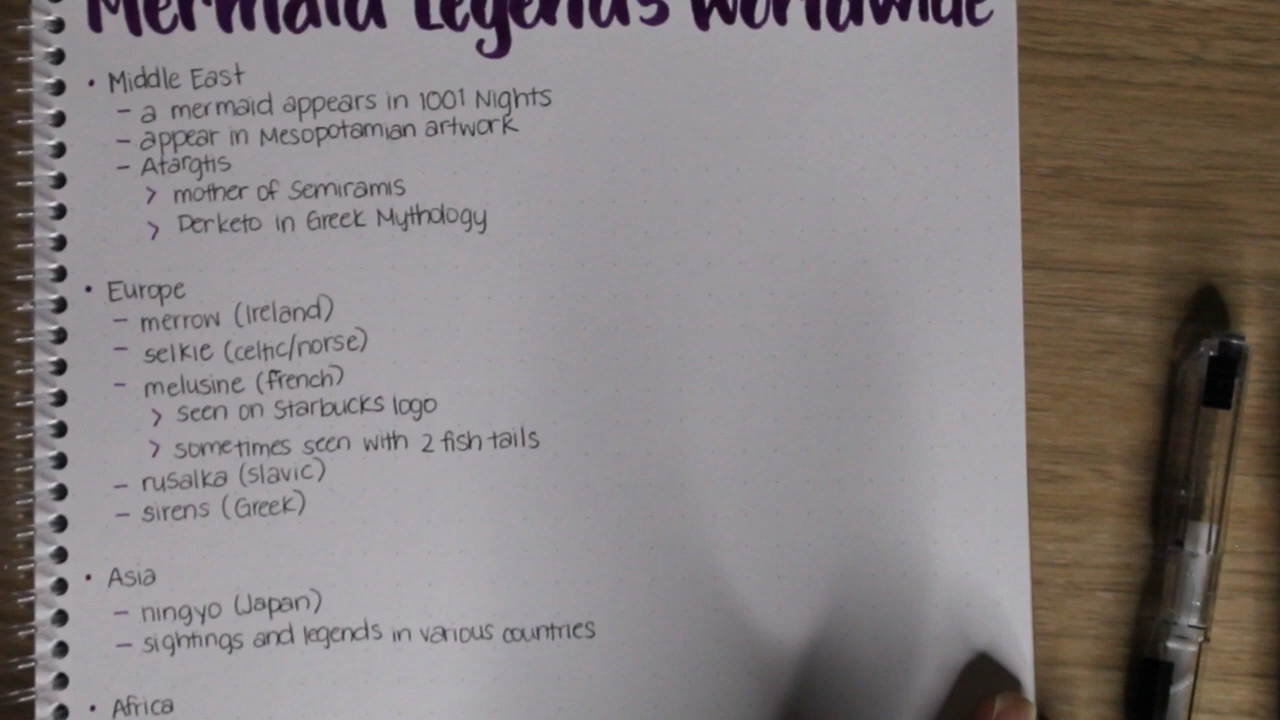 Mermaid Legends Worldwide
• Middle East
– a mermaid appears in 1001 Nights
– appear in Mesopotamian artwork
– Atargtis
> mother of Semiramis
> Derketo in Greek Mythology
• Europe
– merrow (Ireland)
– selkie (celtic/norse)
– melusine (french)
> seen on Starbucks logo
> sometimes seen with 2 fish tails
– rusalka (slavic)
– sirens (Greek)
• Asia
– ningyo (Japan)
– sightings and legends in various countries
• Africa